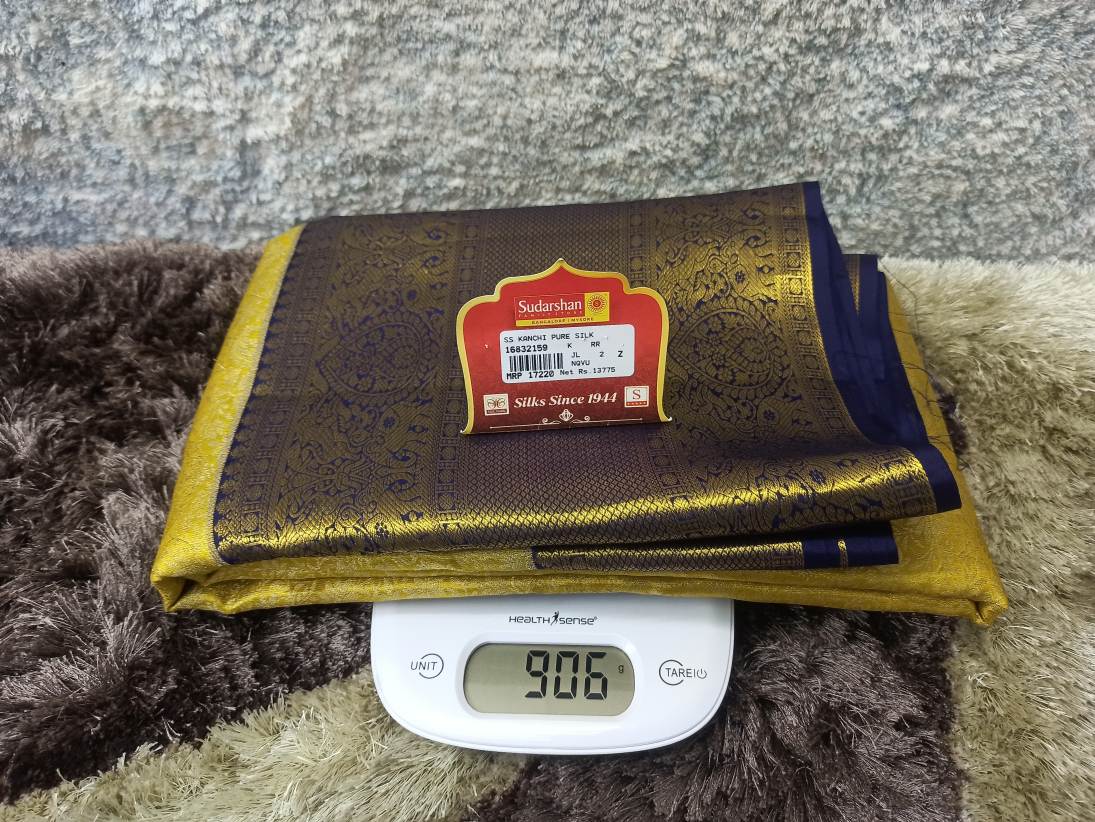 Sudarshan
FAMILY STORE
BANGALORE | MYSORE
SS KANCHI PURE SILK
16832159 K RR
JL 2 Z
NQVU
MRP 17220 Net Rs.13775
Silks Since 1944
S
HEALTH SENSE®
UNIT
906 g
TARE